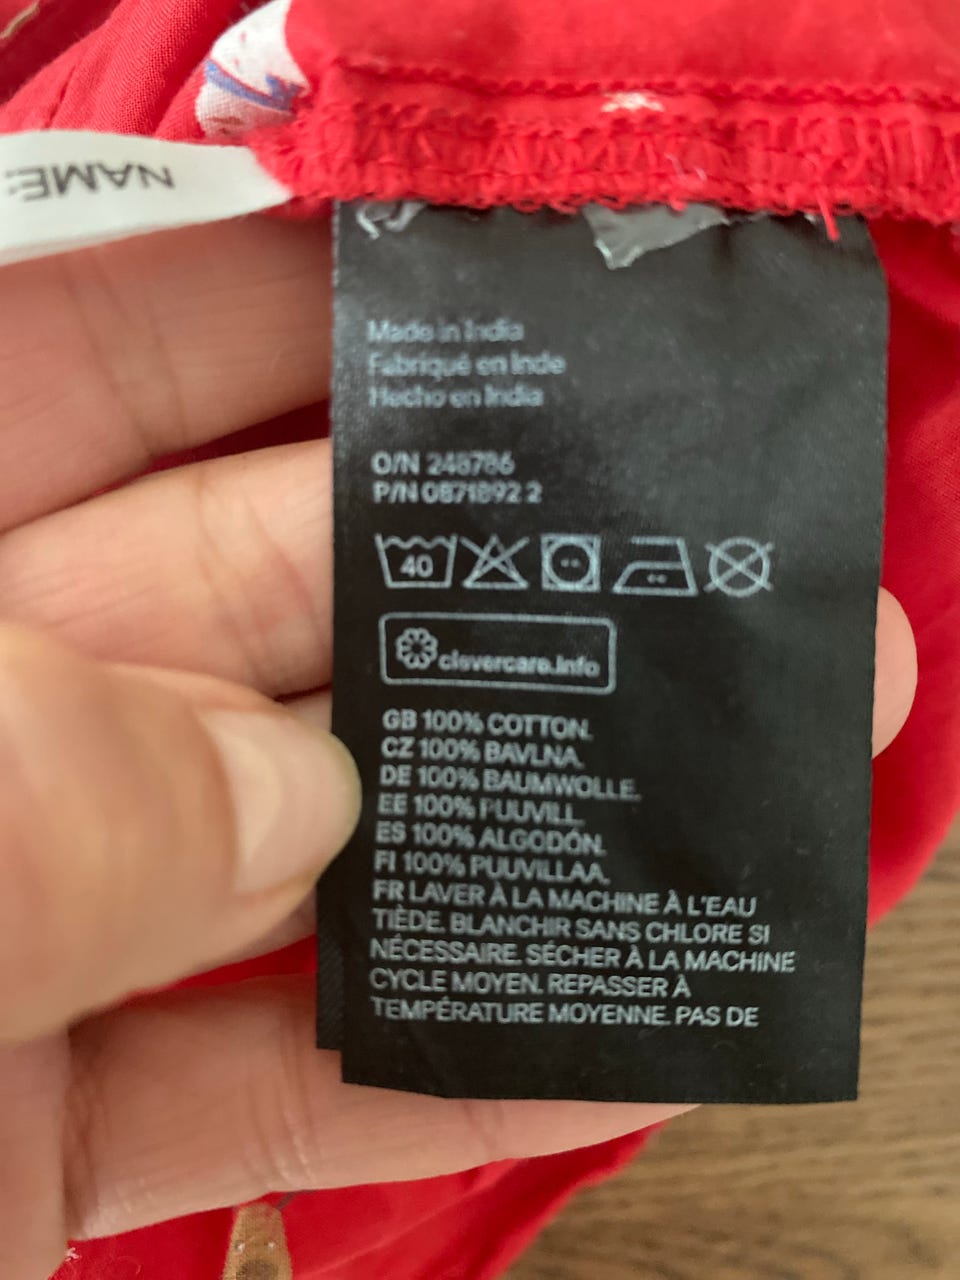 NAME:
Made in India
Fabriqué en Inde
Hecho en India
O/N 248786
P/N 0871892 2
40
clevercare.info
GB 100% COTTON.
CZ 100% BAVLNA.
DE 100% BAUMWOLLE.
EE 100% PUUVILL.
ES 100% ALGODÓN.
FI 100% PUUVILLAA.
FR LAVER À LA MACHINE À L'EAU
TIÈDE. BLANCHIR SANS CHLORE SI
NÉCESSAIRE. SÉCHER À LA MACHINE
CYCLE MOYEN. REPASSER À
TEMPÉRATURE MOYENNE. PAS DE